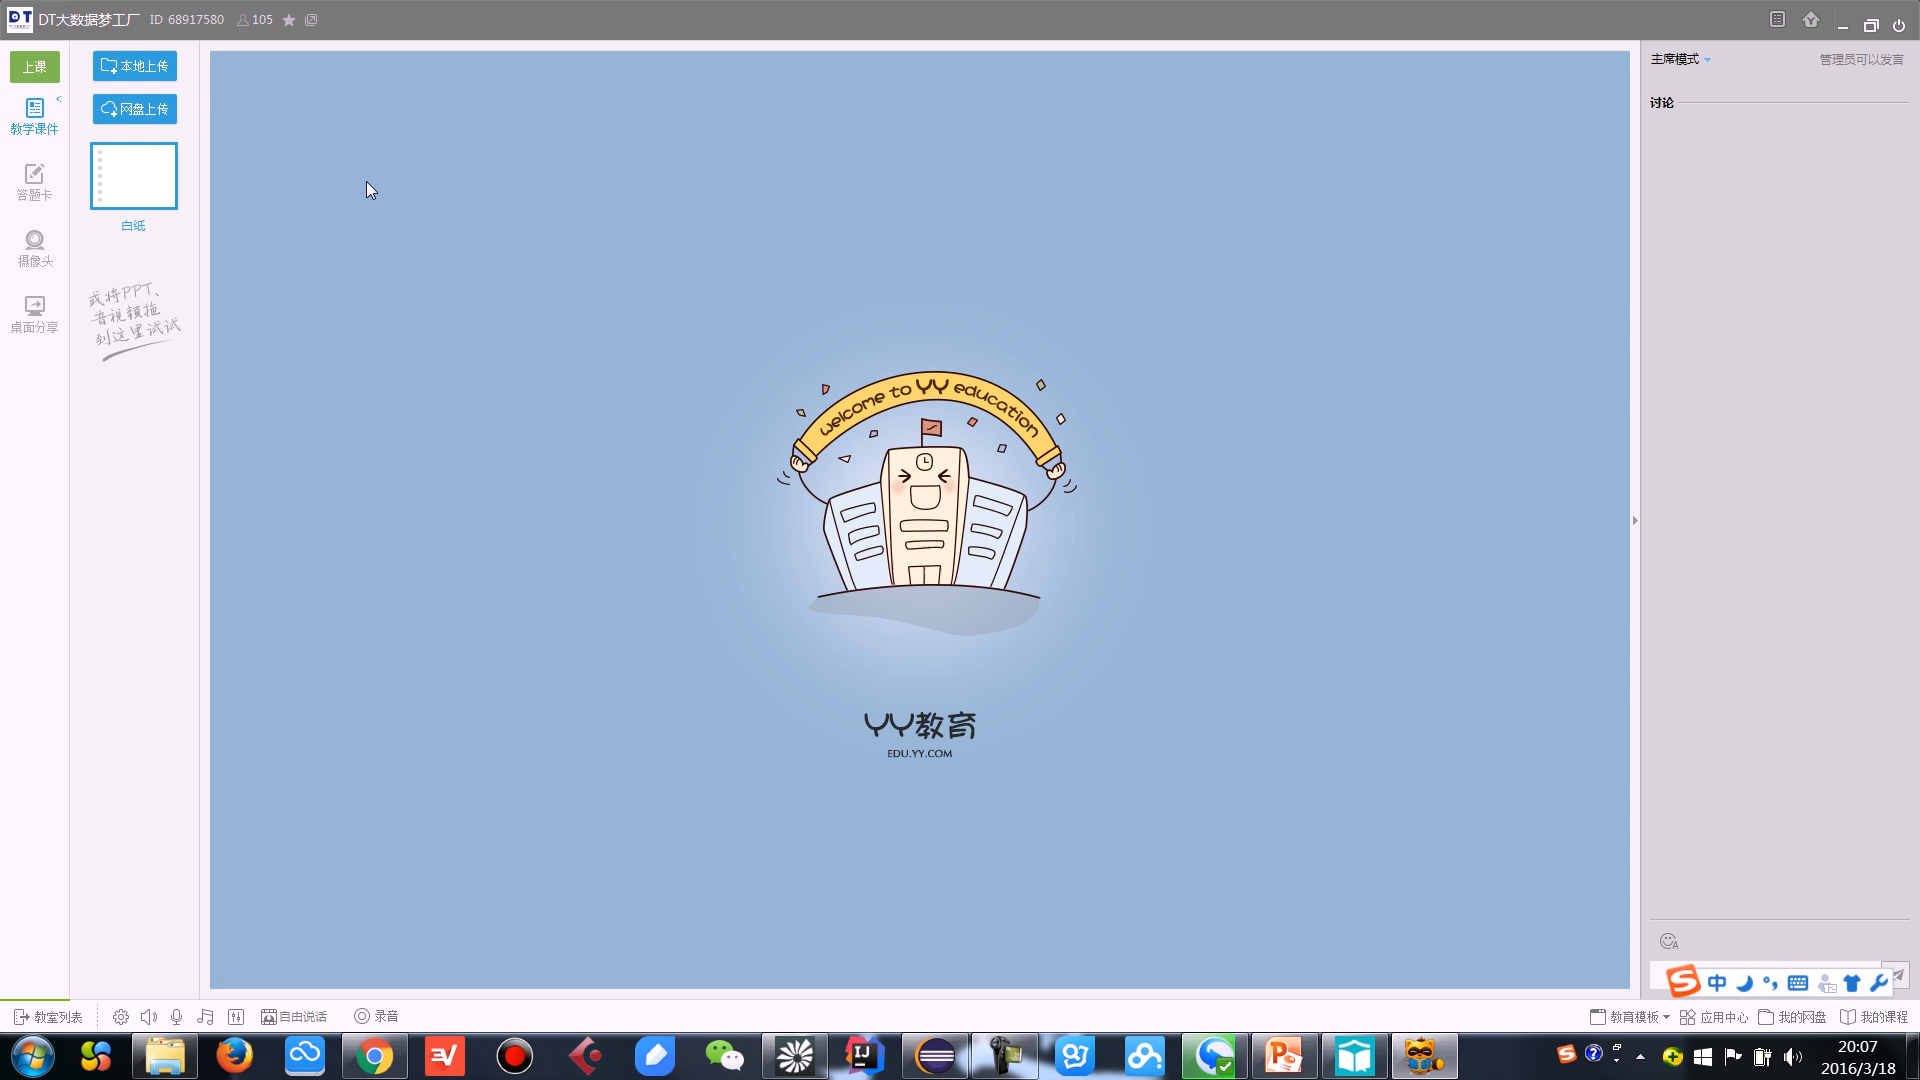 DT大数据梦工厂 ID 68917580 105
上课
教学课件
答题卡
摄像头
桌面分享
本地上传
网盘上传
白纸
或将PPT、
音视频拖
到这里试试
welcome to YY education
YY教育
EDU.YY.COM
主席模式 管理员可以发言
讨论
中
教室列表 自由说话 录音
教育模板 应用中心 我的网盘 我的课程
20:07
2016/3/18